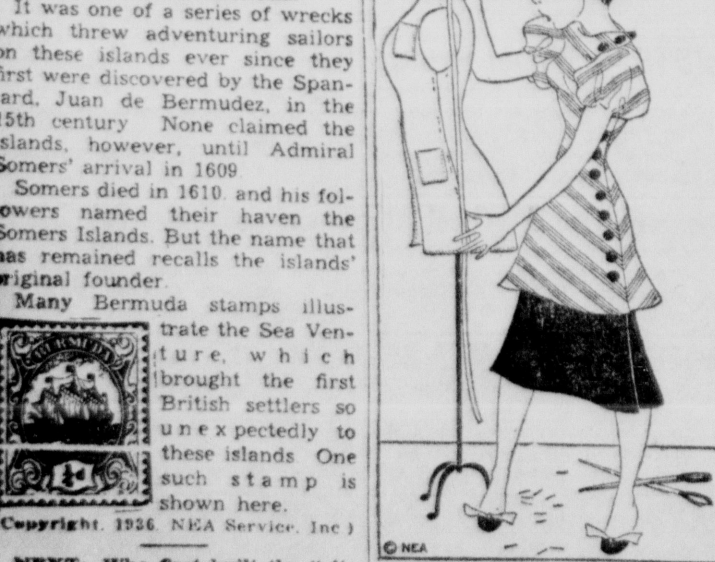 It was one of a series of wrecks
which threw adventuring sailors
on these islands ever since they
first were discovered by the Span-
ard, Juan de Bermudez, in the
15th century None claimed the
islands, however, until Admiral
Somers' arrival in 1609
Somers died in 1610. and his fol-
owers named their haven the
Somers Islands. But the name that
has remained recalls the islands'
original founder.
Many Bermuda stamps illus-
trate the Sea Ven-
ture, which
brought the first
British settlers so
unexpectedly to
these islands One
such stamp is
shown here.
BERMUDA
½d
Copyright. 1936. NEA Service. Inc )
NEXT
© NEA